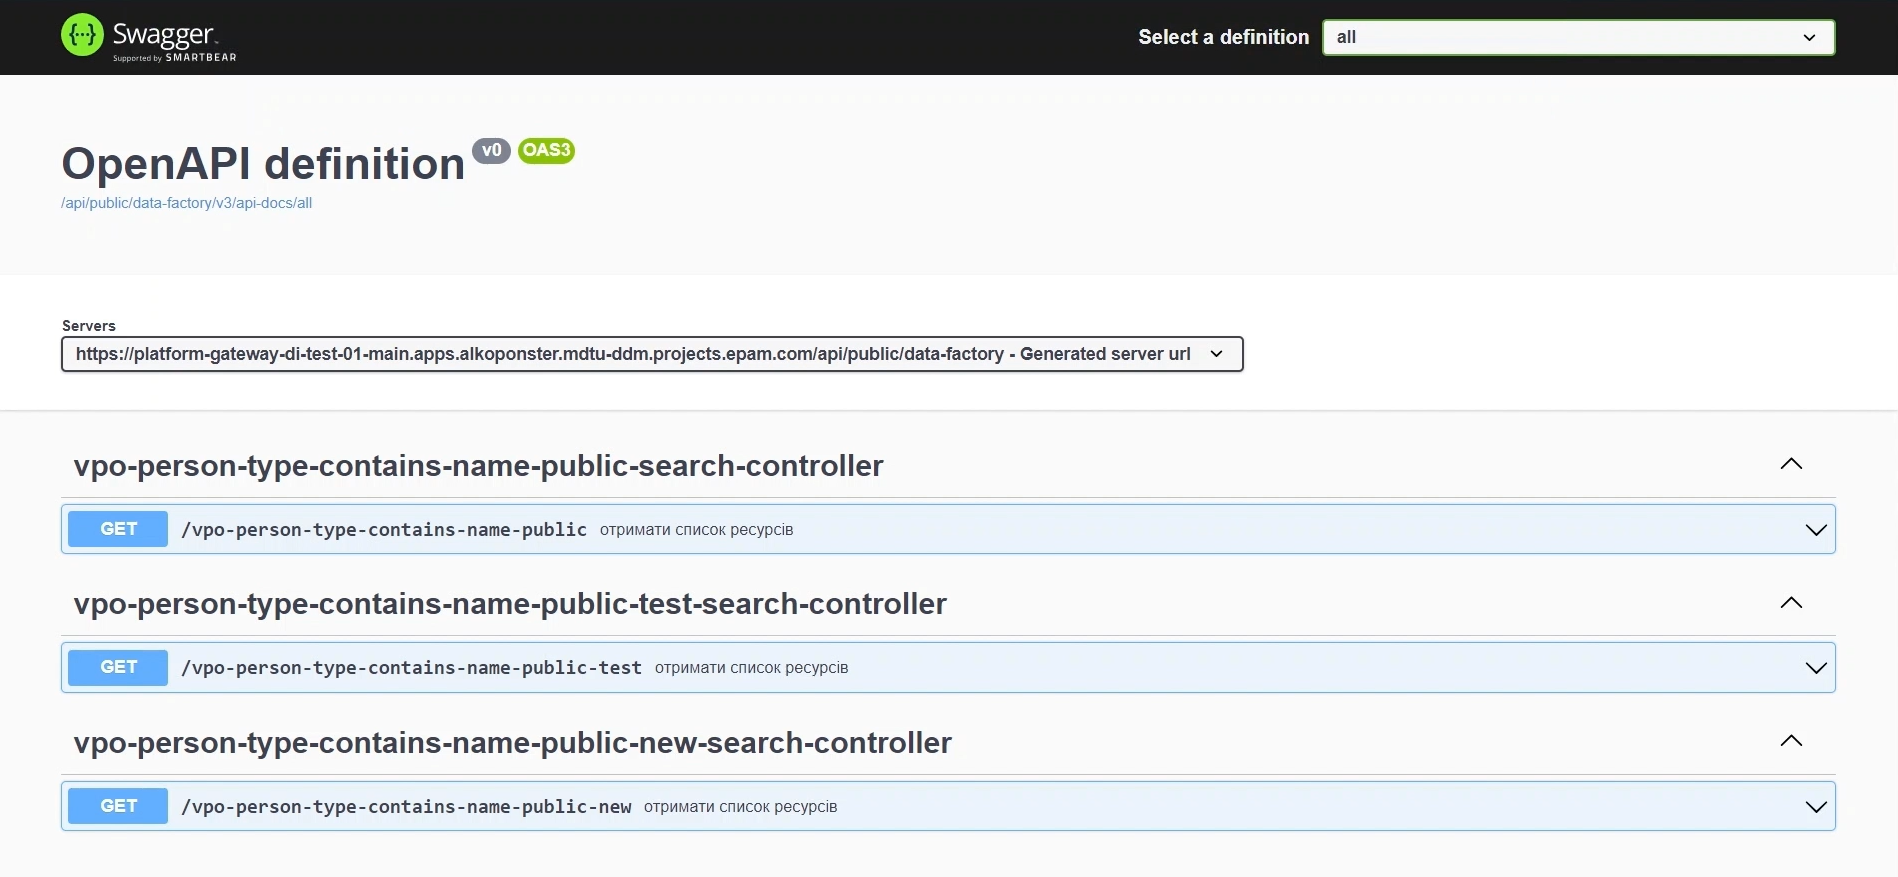 {···} Swagger
Supported by SMARTBEAR
Select a definition
all
OpenAPI definition v0 OAS3
/api/public/data-factory/v3/api-docs/all
Servers
https://platform-gateway-di-test-01-main.apps.alkoponster.mdtu-ddm.projects.epam.com/api/public/data-factory - Generated server url
vpo-person-type-contains-name-public-search-controller
GET /vpo-person-type-contains-name-public отримати список ресурсів
vpo-person-type-contains-name-public-test-search-controller
GET /vpo-person-type-contains-name-public-test отримати список ресурсів
vpo-person-type-contains-name-public-new-search-controller
GET /vpo-person-type-contains-name-public-new отримати список ресурсів